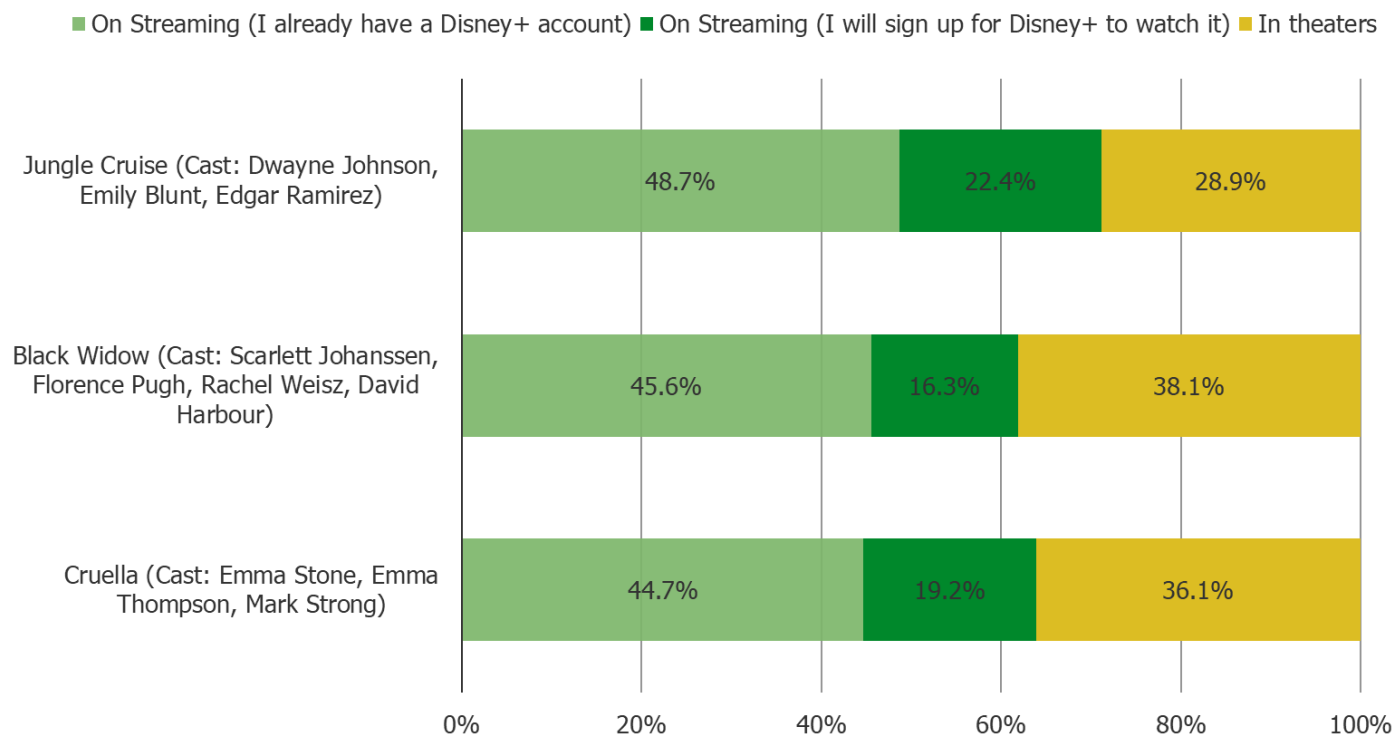 On Streaming (I already have a Disney+ account) On Streaming (I will sign up for Disney+ to watch it) In theaters
Jungle Cruise (Cast: Dwayne Johnson,
Emily Blunt, Edgar Ramirez)
48.7% 22.4% 28.9%
Black Widow (Cast: Scarlett Johanssen,
Florence Pugh, Rachel Weisz, David
Harbour)
45.6% 16.3% 38.1%
Cruella (Cast: Emma Stone, Emma
Thompson, Mark Strong)
44.7% 19.2% 36.1%
0% 20% 40% 60% 80% 100%